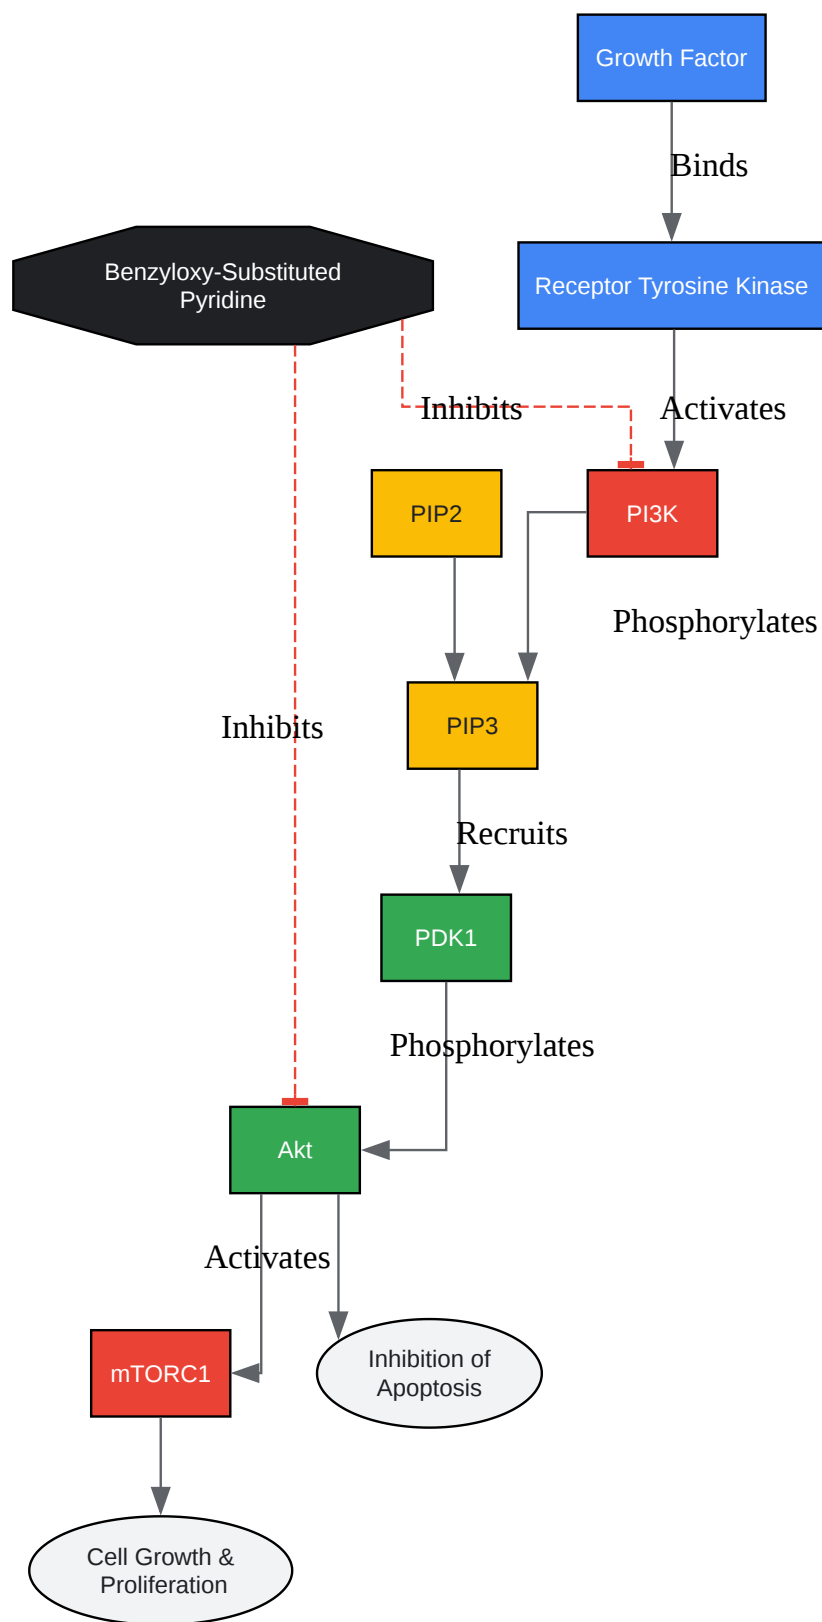 Growth Factor
Binds
Benzyloxy-Substituted
Pyridine
Receptor Tyrosine Kinase
Inhibits
Activates
PIP2
PI3K
Phosphorylates
Inhibits
PIP3
Recruits
PDK1
Phosphorylates
Akt
Activates
mTORC1
Inhibition of
Apoptosis
Cell Growth &
Proliferation